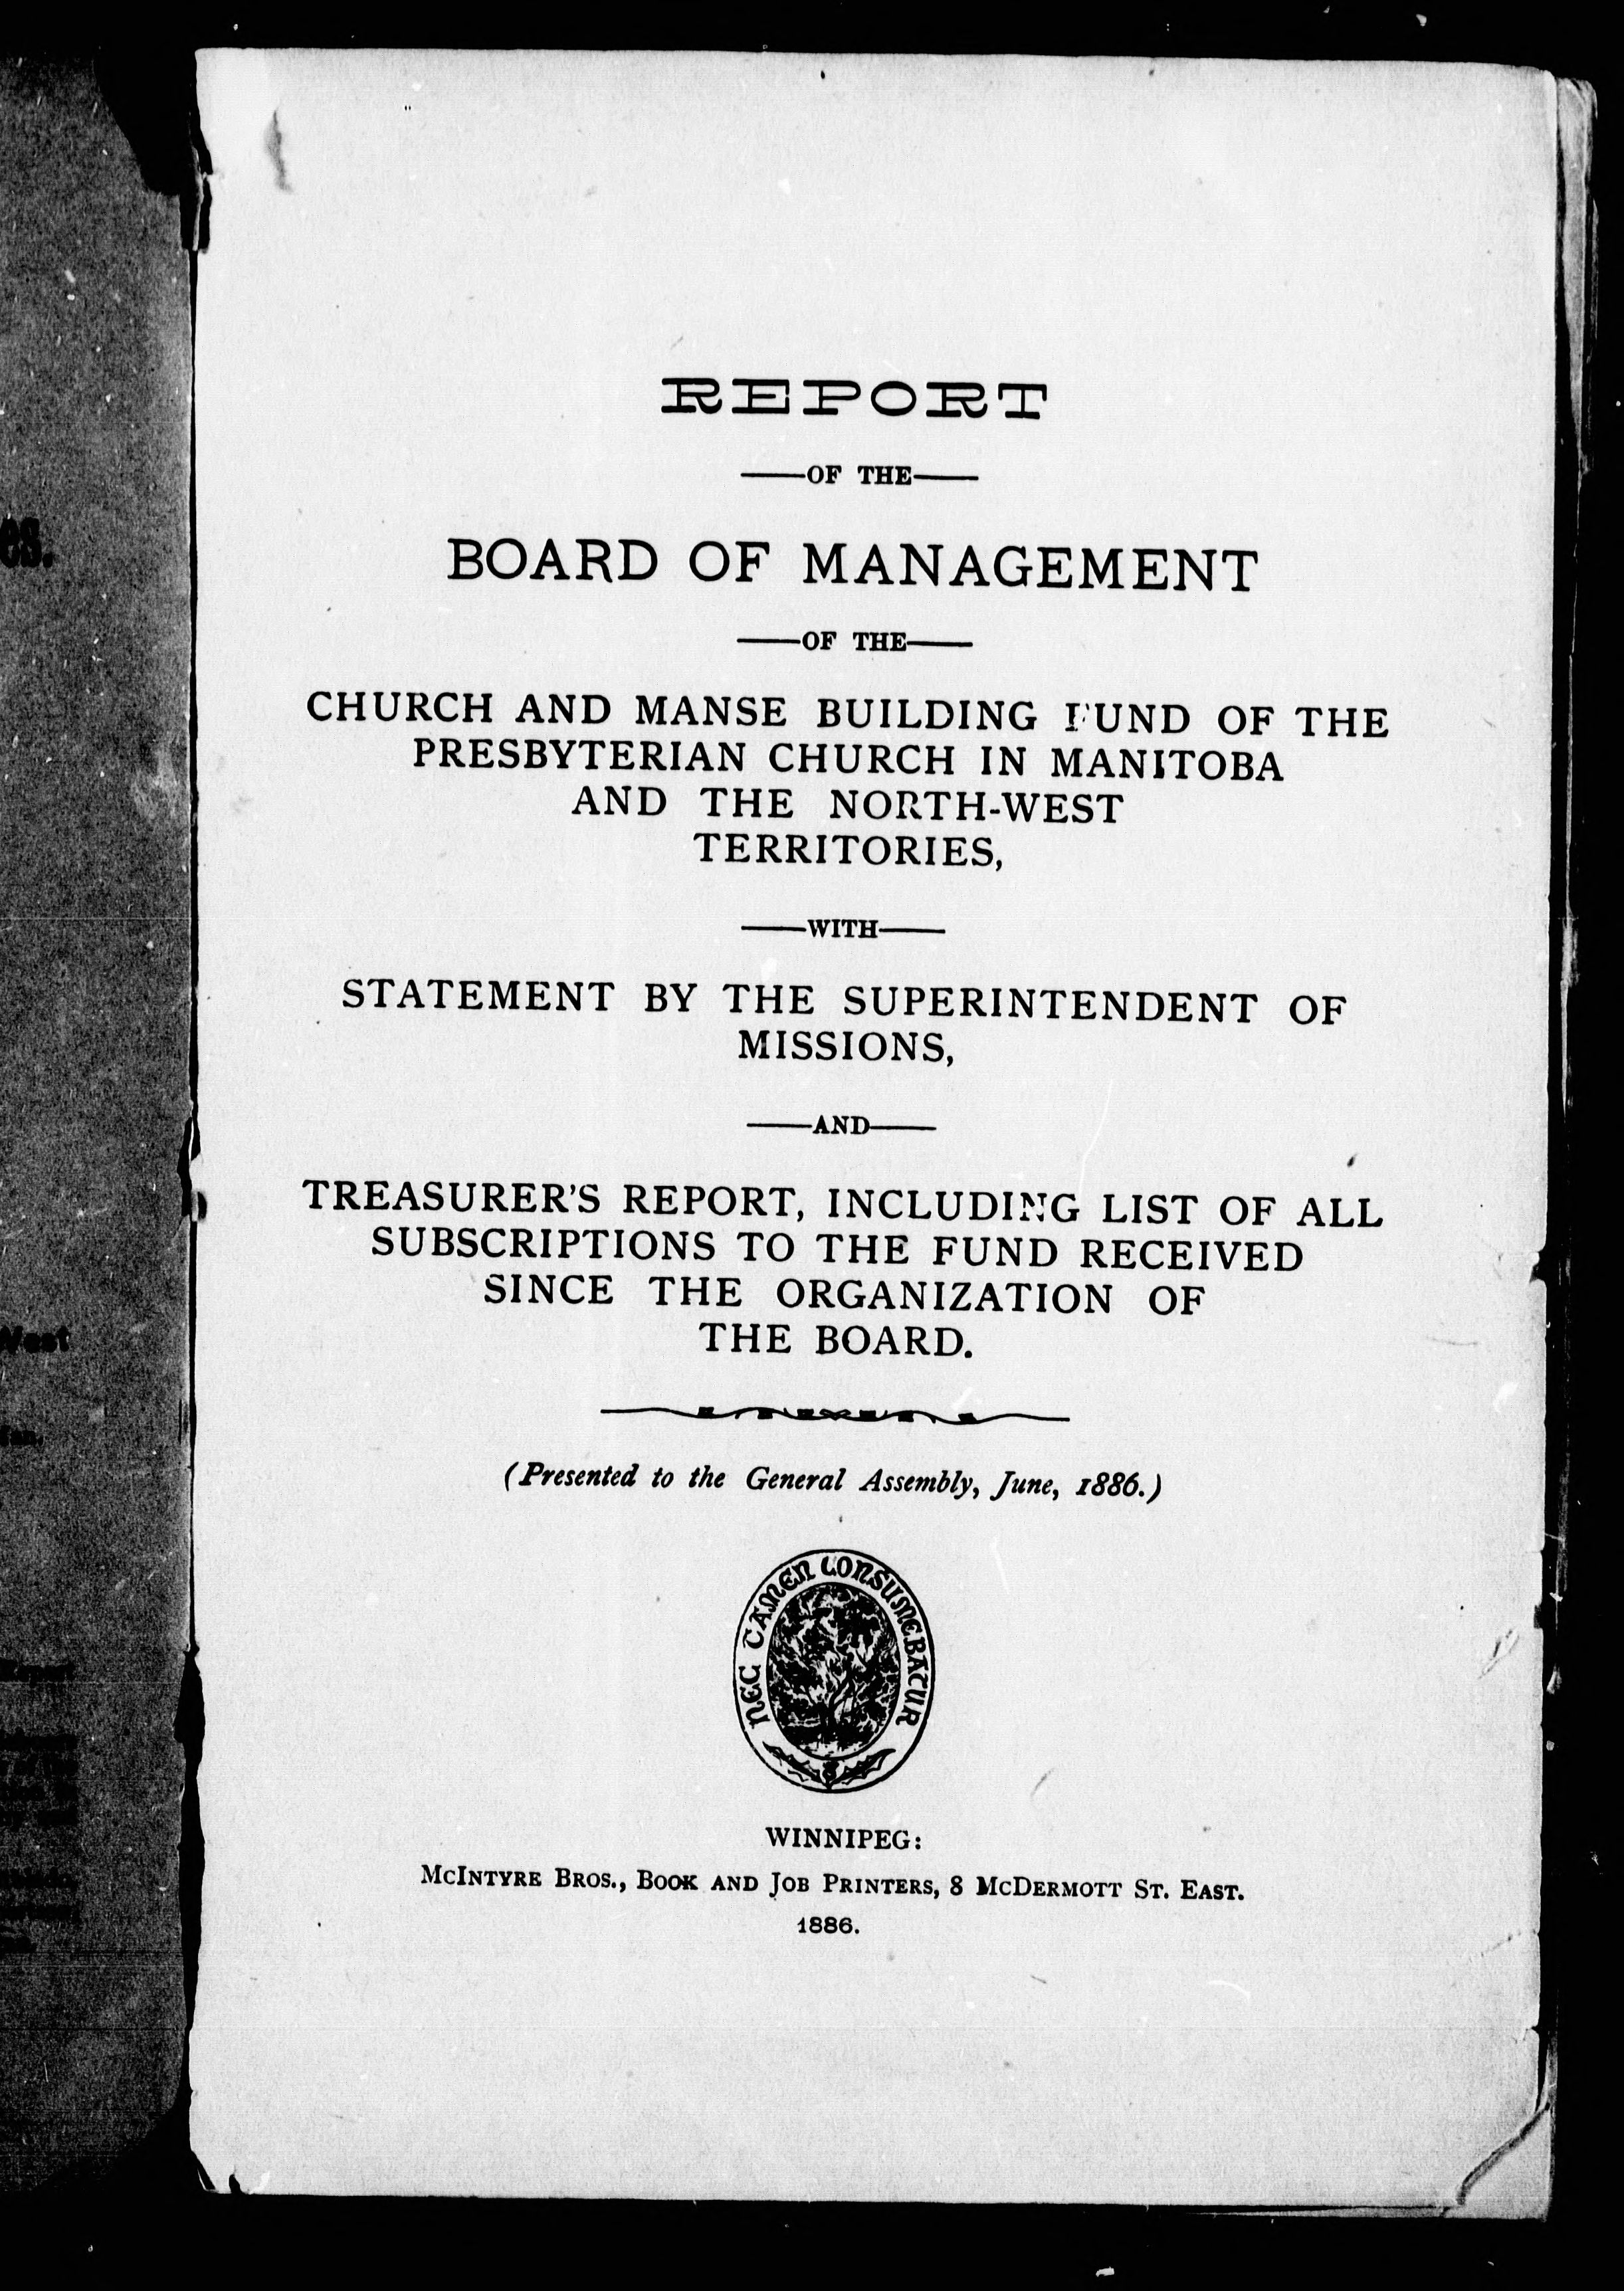 REPORT
——OF THE——
BOARD OF MANAGEMENT
——OF THE——
CHURCH AND MANSE BUILDING FUND OF THE
PRESBYTERIAN CHURCH IN MANITOBA
AND THE NORTH-WEST
TERRITORIES,
——WITH——
STATEMENT BY THE SUPERINTENDENT OF
MISSIONS,
——AND——
TREASURER'S REPORT, INCLUDING LIST OF ALL
SUBSCRIPTIONS TO THE FUND RECEIVED
SINCE THE ORGANIZATION OF
THE BOARD.
(Presented to the General Assembly, June, 1886.)
NEC TAMEN CONSUMEBATUR
WINNIPEG:
McIntyre Bros., Book and Job Printers, 8 McDermott St. East.
1886.